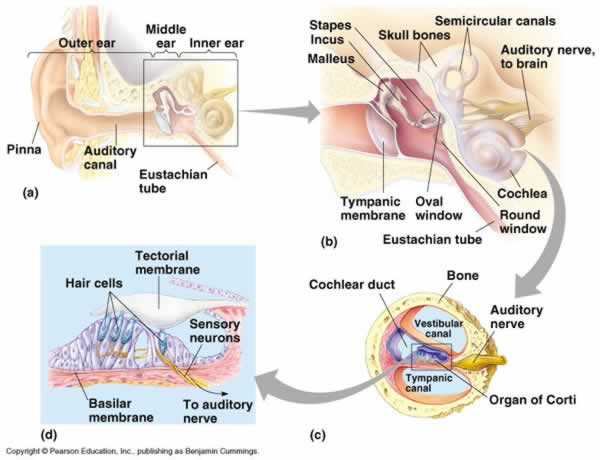 Outer ear
Middle
ear
Inner ear
Pinna
Auditory
canal
Eustachian
tube
(a)
Stapes
Incus
Malleus
Skull bones
Semicircular canals
Auditory nerve,
to brain
Cochlea
Round
window
Oval
window
Tympanic
membrane
Eustachian tube
(b)
Cochlear duct
Bone
Vestibular
canal
Auditory
nerve
Tympanic
canal
Organ of Corti
(c)
Tectorial
membrane
Hair cells
Sensory
neurons
Basilar
membrane
To auditory
nerve
(d)
Copyright © Pearson Education, Inc., publishing as Benjamin Cummings.